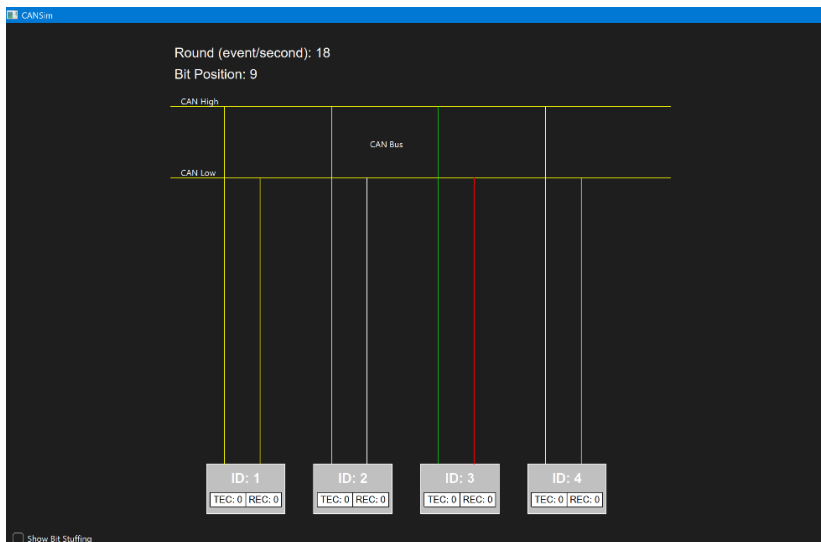 CANSim
Round (event/second): 18
Bit Position: 9
CAN High
CAN Bus
CAN Low
ID: 1
TEC: 0 REC: 0
ID: 2
TEC: 0 REC: 0
ID: 3
TEC: 0 REC: 0
ID: 4
TEC: 0 REC: 0
Show Bit Stuffing